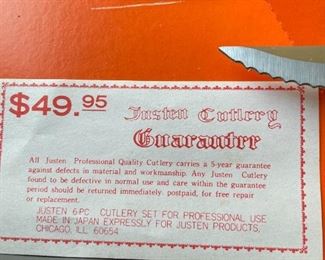 $49.95
Justen Cutlery
Guarantee
All Justen Professional Quality Cutlery carries a 5-year guarantee
against defects in material and workmanship. Any Justen Cutlery
found to be defective in normal use and care within the guarantee
period should be returned immediately. postpaid, for free repair
or replacement.
JUSTEN 6-PC CUTLERY SET FOR PROFESSIONAL USE
MADE IN JAPAN EXPRESSLY FOR JUSTEN PRODUCTS,
CHICAGO, ILL 60654